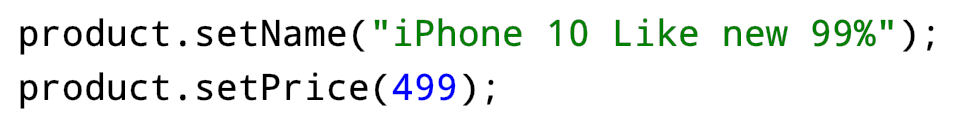 product.setName("iPhone 10 Like new 99%");
product.setPrice(499);